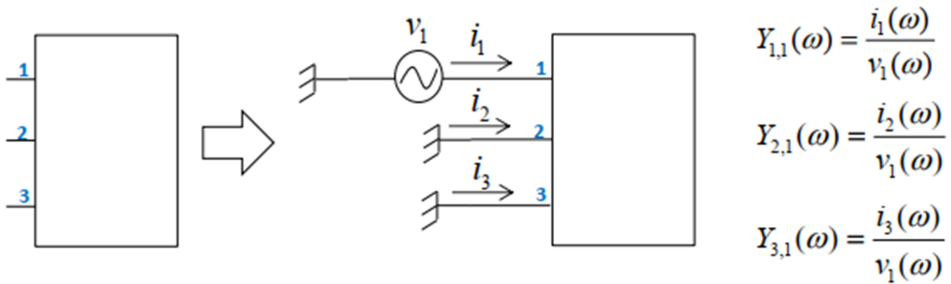 1
2
3
v₁
i₁
1
i₂
2
i₃
3
Y₁,₁(ω) = i₁(ω) / v₁(ω)
Y₂,₁(ω) = i₂(ω) / v₁(ω)
Y₃,₁(ω) = i₃(ω) / v₁(ω)